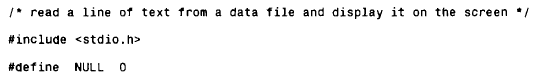 /* read a line of text from a data file and display it on the screen */
#include <stdio.h>
#define NULL 0